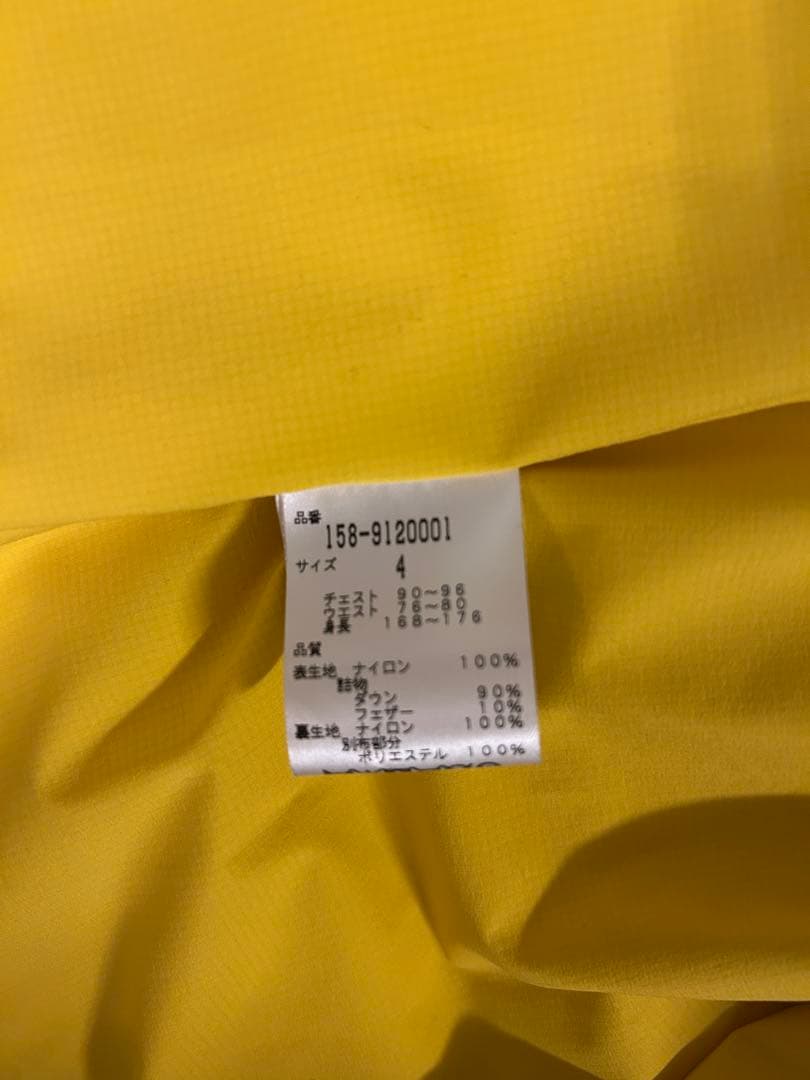 品番
158-9120001
サイズ 4
チェスト 90~96
ウエスト 76~80
身長 168~176
品質
表生地 ナイロン 100%
詰物
ダウン 90%
フェザー 10%
裏生地 ナイロン 100%
別布部分
ポリエステル 100%